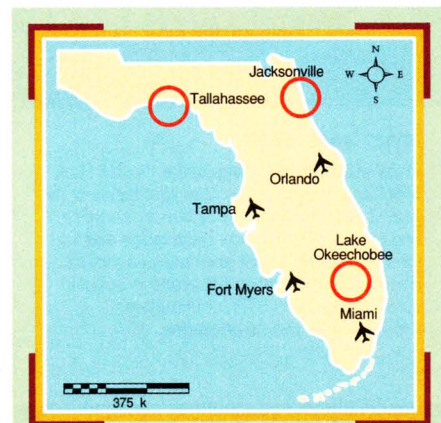 N
Jacksonville
W E
Tallahassee
S
Orlando
Tampa
Lake
Okeechobee
Fort Myers
Miami
375 k